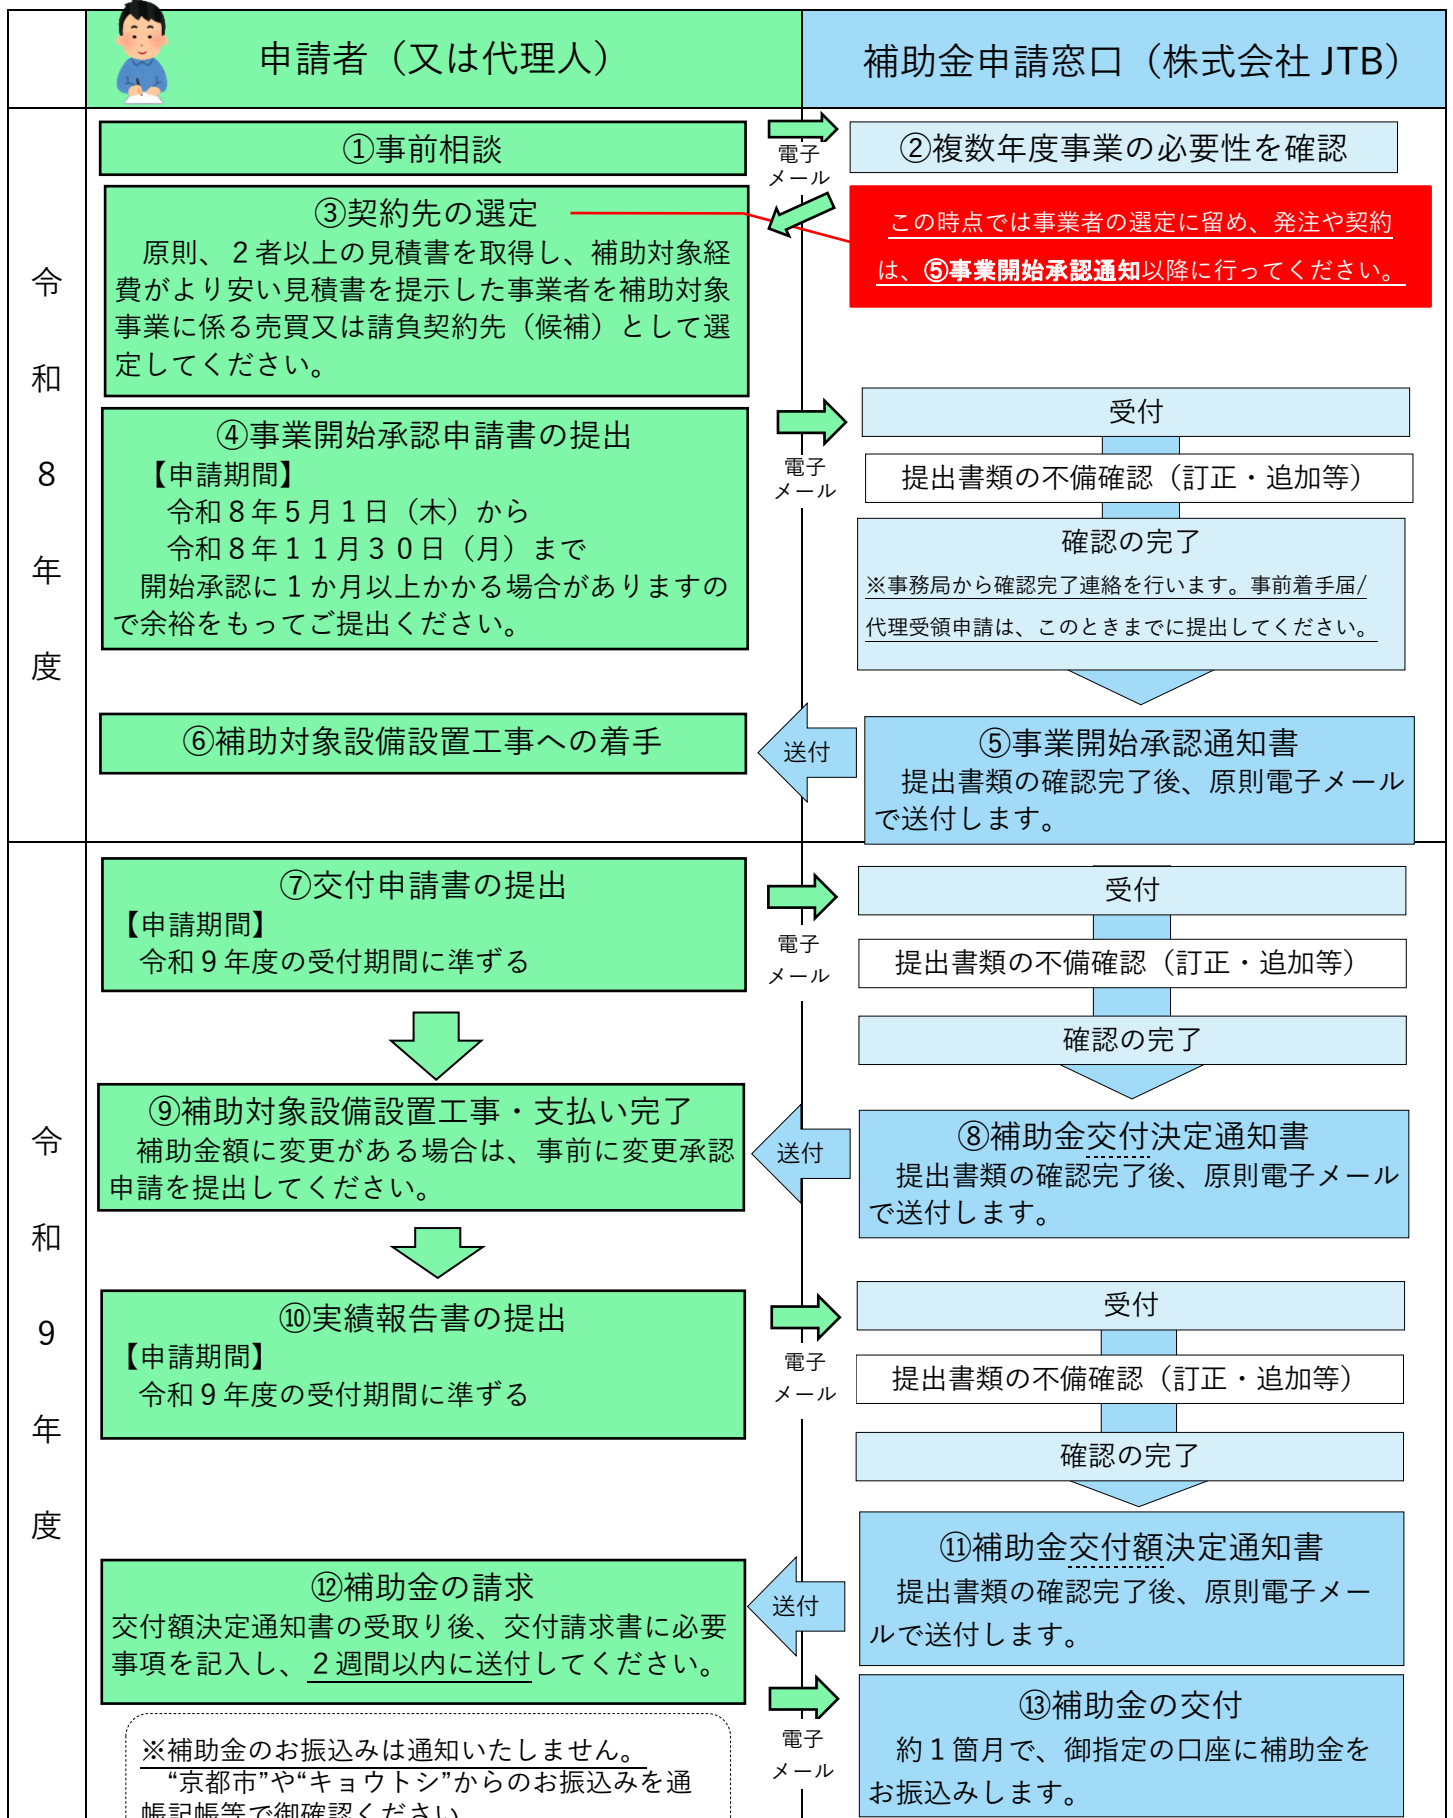 申請者（又は代理人）
補助金申請窓口（株式会社 JTB）
令和８年度
①事前相談
電子
メール
②複数年度事業の必要性を確認
③契約先の選定
原則、２者以上の見積書を取得し、補助対象経
費がより安い見積書を提示した事業者を補助対象
事業に係る売買又は請負契約先（候補）として選
定してください。
この時点では事業者の選定に留め、発注や契約
は、⑤事業開始承認通知以降に行ってください。
④事業開始承認申請書の提出
【申請期間】
令和８年５月１日（木）から
令和８年１１月３０日（月）まで
開始承認に１か月以上かかる場合がありますの
で余裕をもってご提出ください。
電子
メール
受付
提出書類の不備確認（訂正・追加等）
確認の完了
※事務局から確認完了連絡を行います。事前着手届/
代理受領申請は、このときまでに提出してください。
⑤事業開始承認通知書
提出書類の確認完了後、原則電子メール
で送付します。
送付
⑥補助対象設備設置工事への着手
令和９年度
⑦交付申請書の提出
【申請期間】
令和９年度の受付期間に準ずる
電子
メール
受付
提出書類の不備確認（訂正・追加等）
確認の完了
⑧補助金交付決定通知書
提出書類の確認完了後、原則電子メール
で送付します。
送付
⑨補助対象設備設置工事・支払い完了
補助金額に変更がある場合は、事前に変更承認
申請を提出してください。
⑩実績報告書の提出
【申請期間】
令和９年度の受付期間に準ずる
電子
メール
受付
提出書類の不備確認（訂正・追加等）
確認の完了
⑪補助金交付額決定通知書
提出書類の確認完了後、原則電子メー
ルで送付します。
送付
⑫補助金の請求
交付額決定通知書の受取り後、交付請求書に必要
事項を記入し、２週間以内に送付してください。
電子
メール
⑬補助金の交付
約１箇月で、御指定の口座に補助金を
お振込みします。
※補助金のお振込みは通知いたしません。
“京都市”や“キョウトシ”からのお振込みを通
帳記帳等で御確認ください